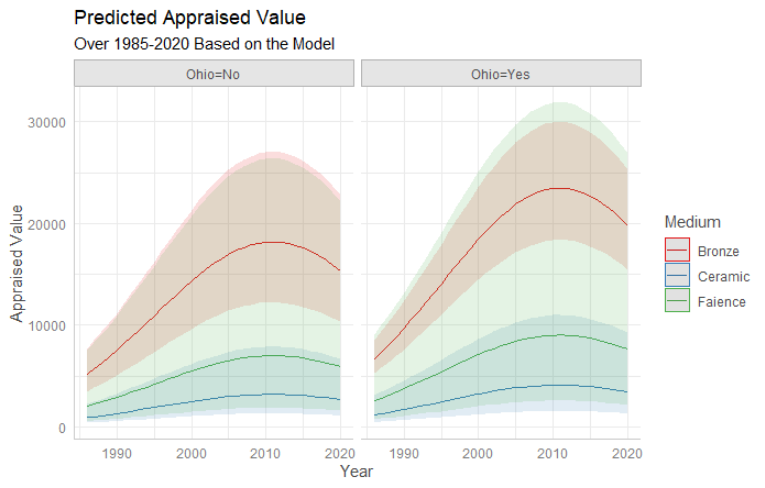 Predicted Appraised Value
Over 1985-2020 Based on the Model
Ohio=No
Ohio=Yes
30000
20000
10000
0
Appraised Value
1990
2000
2010
2020
1990
2000
2010
2020
Year
Medium
Bronze
Ceramic
Faience